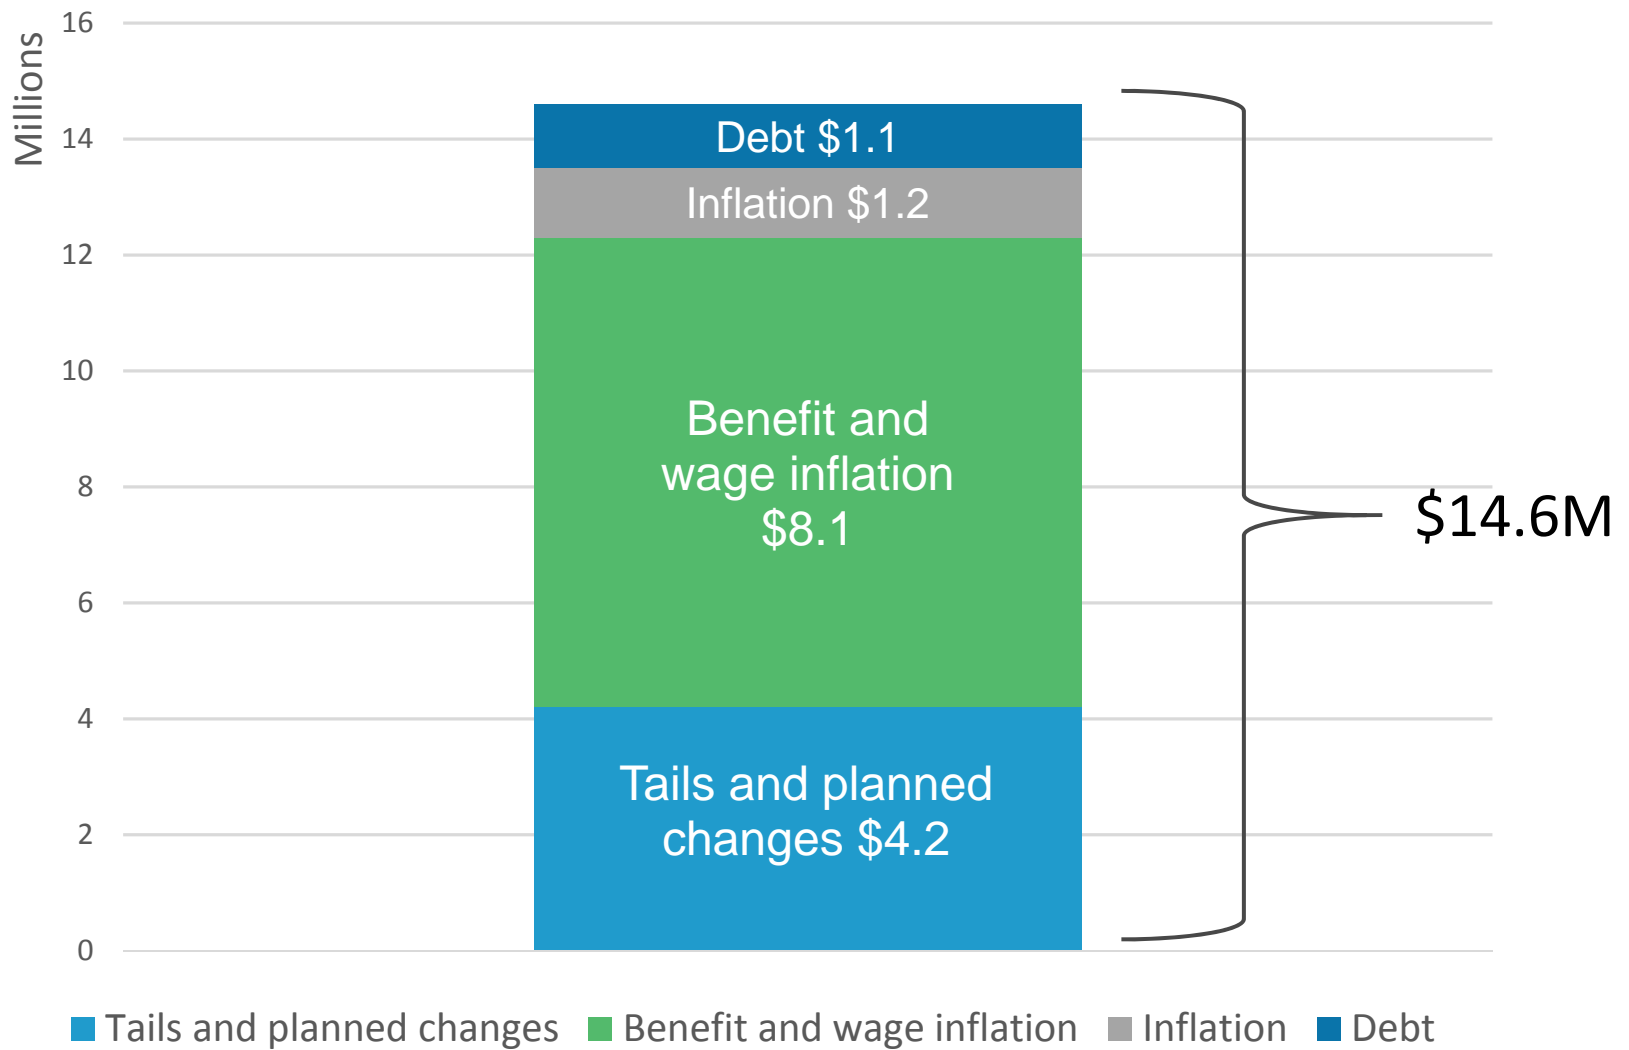 Millions
16
14
12
10
8
6
4
2
0
Debt $1.1
Inflation $1.2
Benefit and
wage inflation
$8.1
Tails and planned
changes $4.2
$14.6M
Tails and planned changes
Benefit and wage inflation
Inflation
Debt